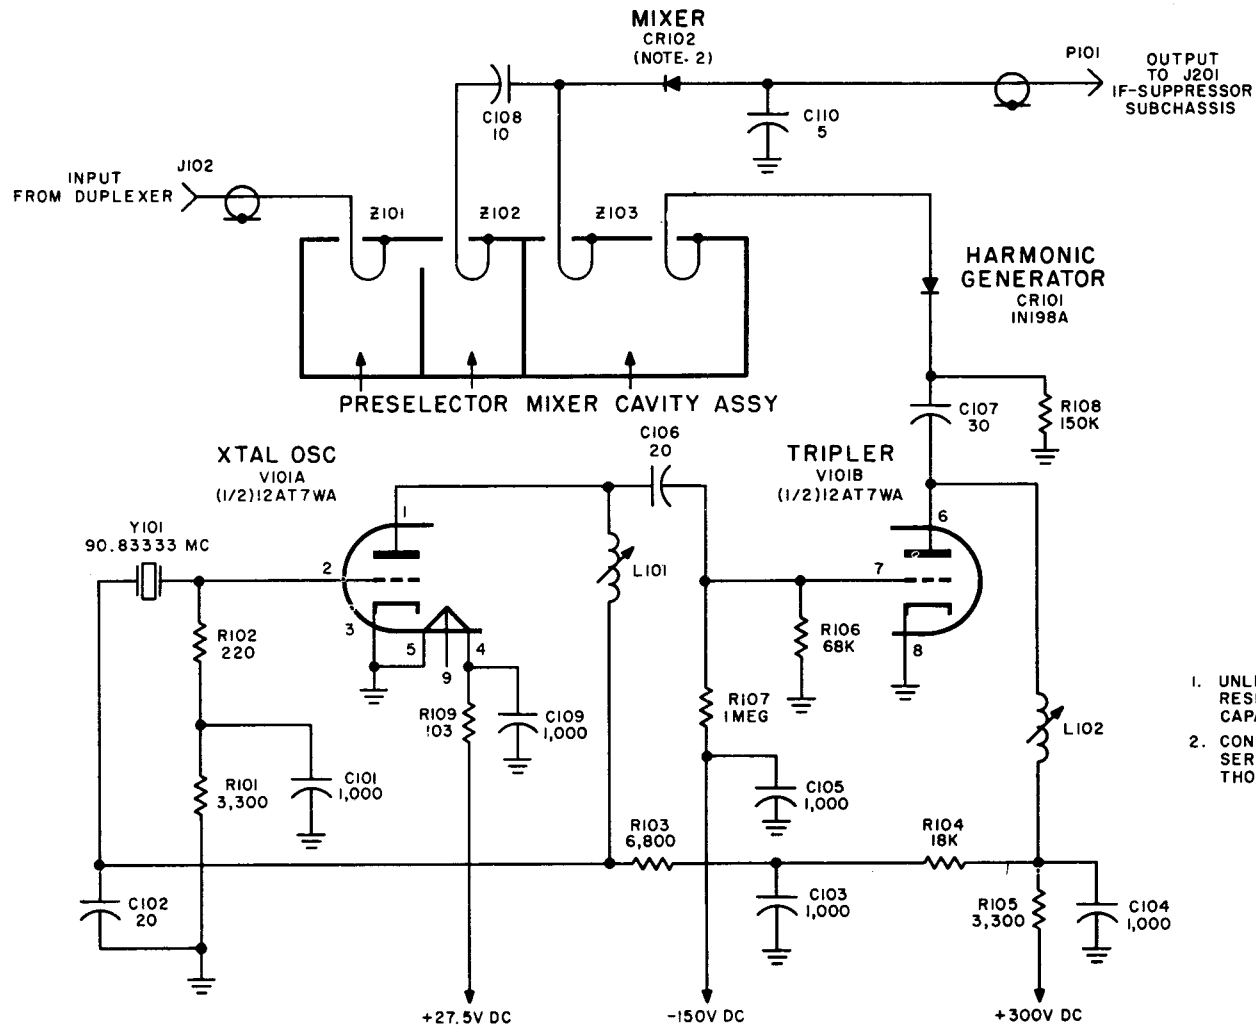 MIXER
CR102
(NOTE. 2)
P101
OUTPUT
TO J201
IF-SUPPRESSOR
SUBCHASSIS
C108
10
C110
5
J102
INPUT
FROM DUPLEXER
Z101
Z102
Z103
HARMONIC
GENERATOR
CR101
1N198A
PRESELECTOR MIXER CAVITY ASSY
C107
30
R108
150K
C106
20
XTAL OSC
V101A
(1/2)12AT7WA
TRIPLER
V101B
(1/2)12AT7WA
1
6
Y101
90.83333 MC
2
L101
7
3
5
4
9
8
R102
220
R106
68K
R109
103
C109
1,000
R107
1MEG
L102
1. UNL
RES
CAP
2. CON
SER
THO
R101
3,300
C101
1,000
C105
1,000
R103
6,800
R104
18K
C102
20
C103
1,000
R105
3,300
C104
1,000
+27.5V DC
-150V DC
+300V DC